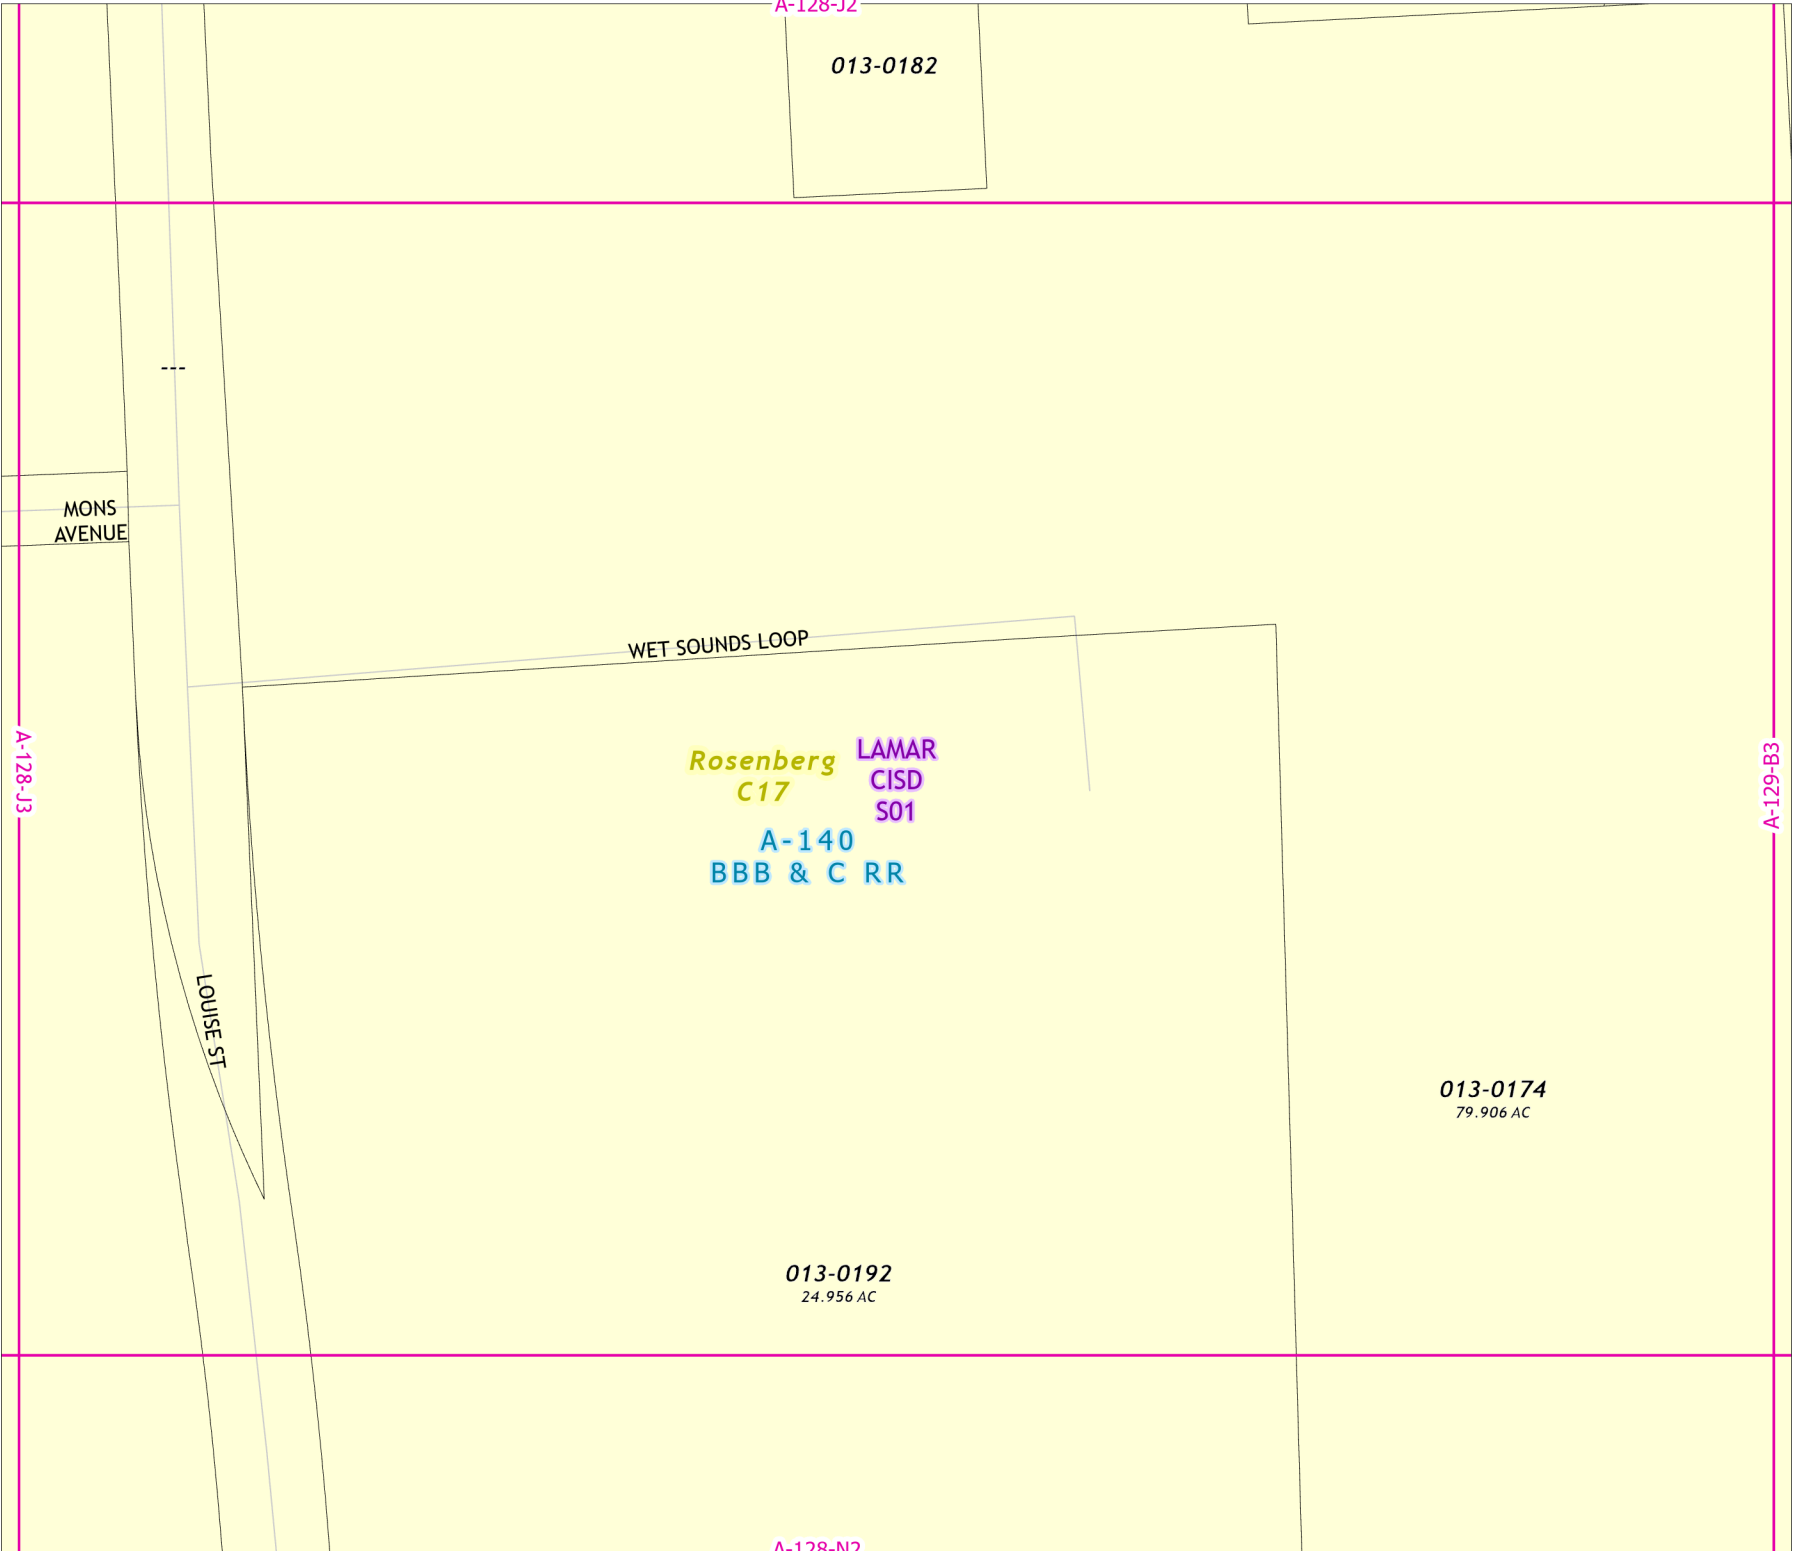 A-128-J2
013-0182
---
MONS
AVENUE
WET SOUNDS LOOP
A-128-J3
Rosenberg
C17
LAMAR
CISD
S01
A-129-B3
A-140
BBB & C RR
LOUISE ST
013-0174
79.906 AC
013-0192
24.956 AC
A-128-N2